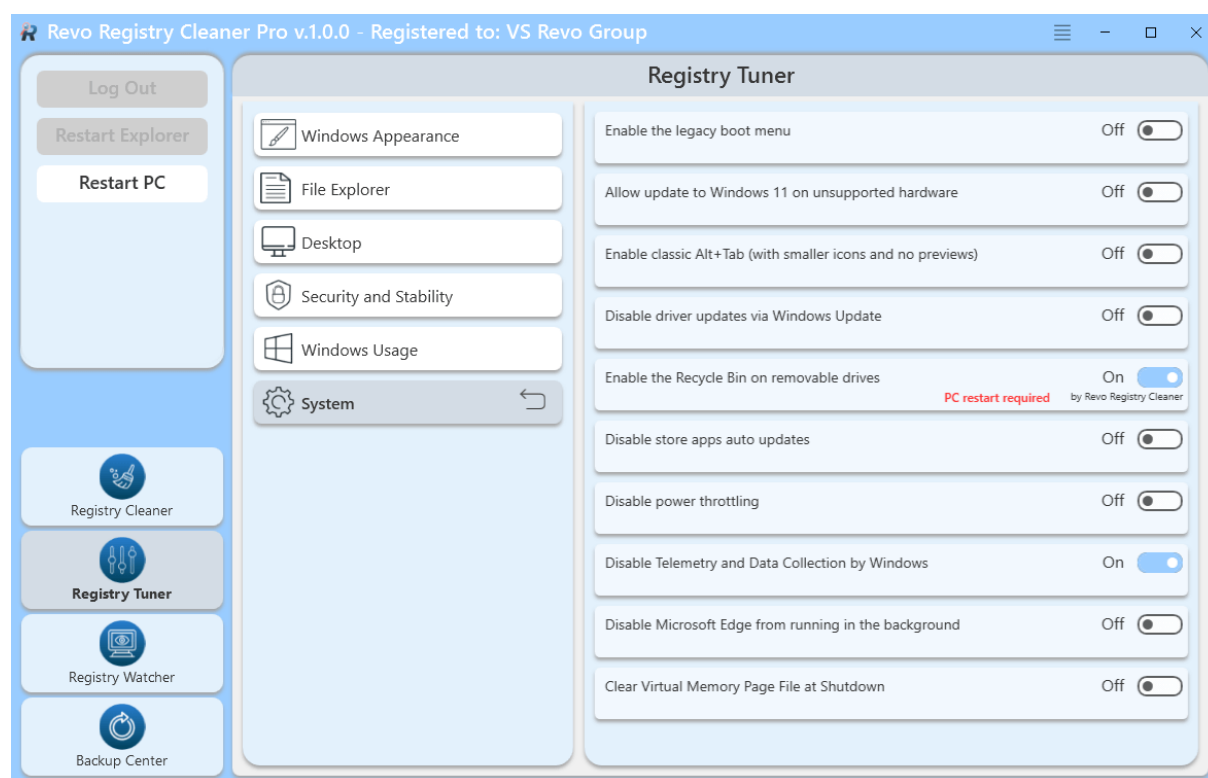 Revo Registry Cleaner Pro v.1.0.0 - Registered to: VS Revo Group
Log Out
Restart Explorer
Restart PC
Registry Cleaner
Registry Tuner
Registry Watcher
Backup Center
Registry Tuner
Windows Appearance
File Explorer
Desktop
Security and Stability
Windows Usage
System
Enable the legacy boot menu Off
Allow update to Windows 11 on unsupported hardware Off
Enable classic Alt+Tab (with smaller icons and no previews) Off
Disable driver updates via Windows Update Off
Enable the Recycle Bin on removable drives On
PC restart required by Revo Registry Cleaner
Disable store apps auto updates Off
Disable power throttling Off
Disable Telemetry and Data Collection by Windows On
Disable Microsoft Edge from running in the background Off
Clear Virtual Memory Page File at Shutdown Off